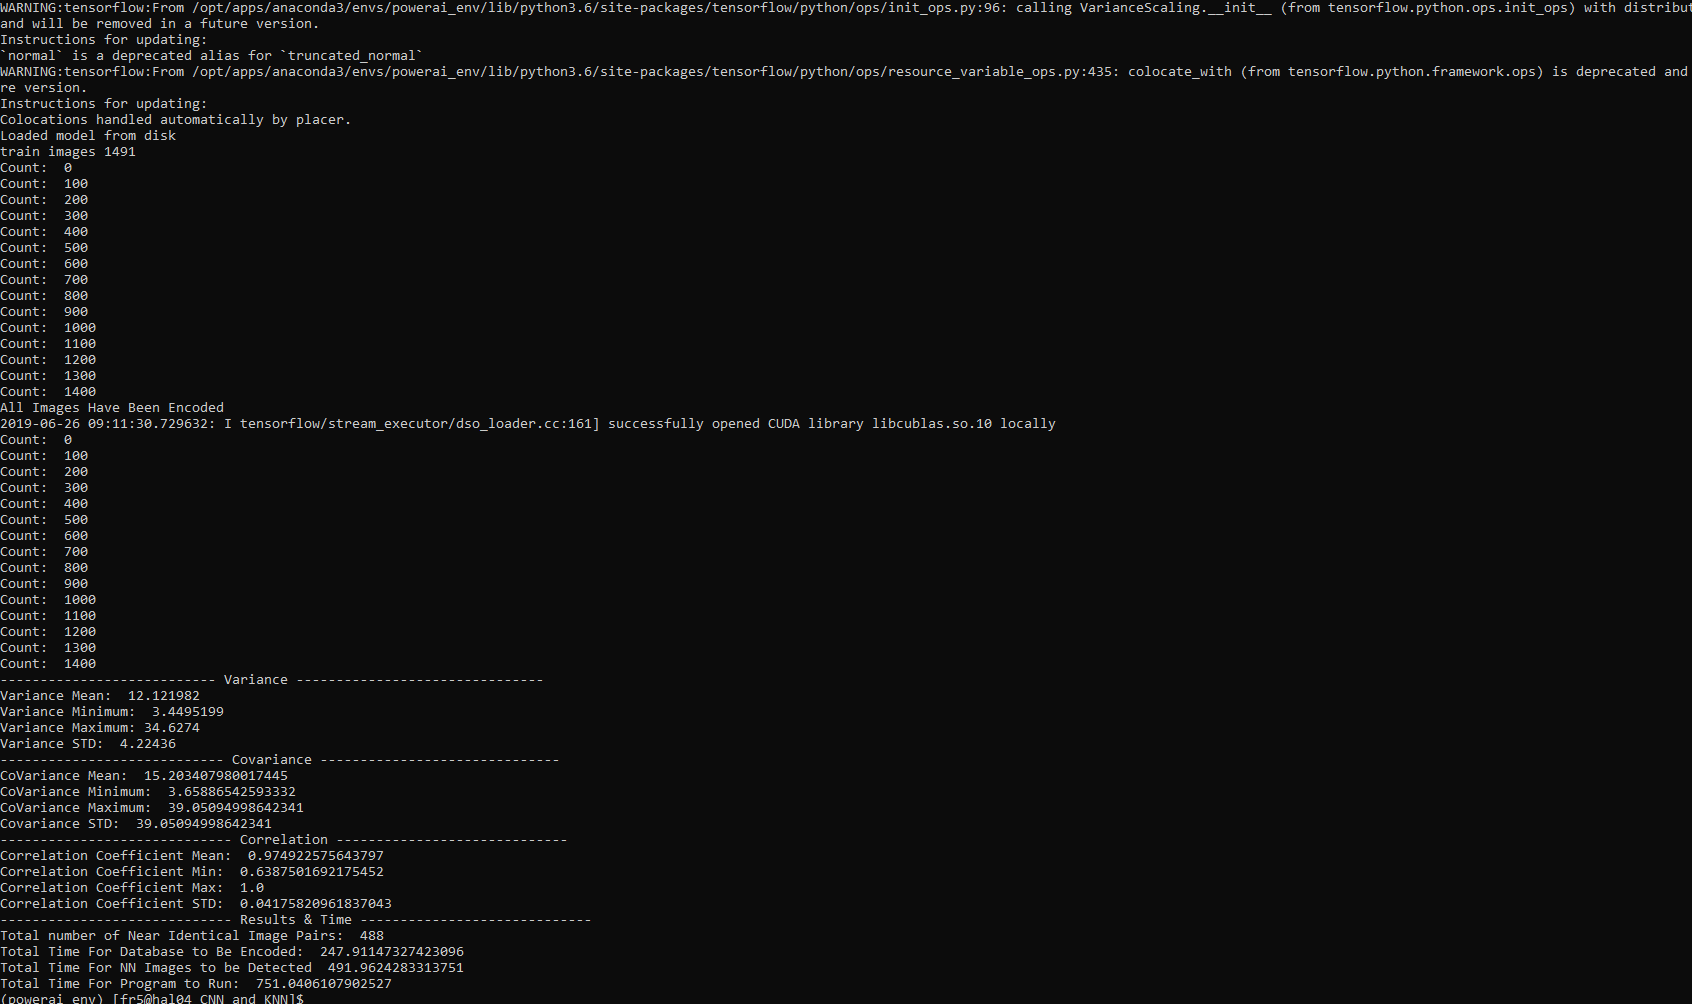 WARNING:tensorflow:From /opt/apps/anaconda3/envs/powerai_env/lib/python3.6/site-packages/tensorflow/python/ops/init_ops.py:96: calling VarianceScaling.__init__ (from tensorflow.python.ops.init_ops) with distribut
and will be removed in a future version.
Instructions for updating:
`normal` is a deprecated alias for `truncated_normal`
WARNING:tensorflow:From /opt/apps/anaconda3/envs/powerai_env/lib/python3.6/site-packages/tensorflow/python/ops/resource_variable_ops.py:435: colocate_with (from tensorflow.python.framework.ops) is deprecated and
re version.
Instructions for updating:
Colocations handled automatically by placer.
Loaded model from disk
train images 1491
Count:  0
Count:  100
Count:  200
Count:  300
Count:  400
Count:  500
Count:  600
Count:  700
Count:  800
Count:  900
Count:  1000
Count:  1100
Count:  1200
Count:  1300
Count:  1400
All Images Have Been Encoded
2019-06-26 09:11:30.729632: I tensorflow/stream_executor/dso_loader.cc:161] successfully opened CUDA library libcublas.so.10 locally
Count:  0
Count:  100
Count:  200
Count:  300
Count:  400
Count:  500
Count:  600
Count:  700
Count:  800
Count:  900
Count:  1000
Count:  1100
Count:  1200
Count:  1300
Count:  1400
--------------------------- Variance -------------------------------
Variance Mean:  12.121982
Variance Minimum:  3.4495199
Variance Maximum: 34.6274
Variance STD:  4.22436
---------------------------- Covariance ------------------------------
CoVariance Mean:  15.203407980017445
CoVariance Minimum:  3.65886542593332
CoVariance Maximum:  39.05094998642341
Covariance STD:  39.05094998642341
----------------------------- Correlation -----------------------------
Correlation Coefficient Mean:  0.974922575643797
Correlation Coefficient Min:  0.6387501692175452
Correlation Coefficient Max:  1.0
Correlation Coefficient STD:  0.04175820961837043
----------------------------- Results & Time -----------------------------
Total number of Near Identical Image Pairs:  488
Total Time For Database to Be Encoded:  247.91147327423096
Total Time For NN Images to be Detected  491.9624283313751
Total Time For Program to Run:  751.0406107902527
(powerai_env) [fr5@hal04 CNN_and_KNN]$